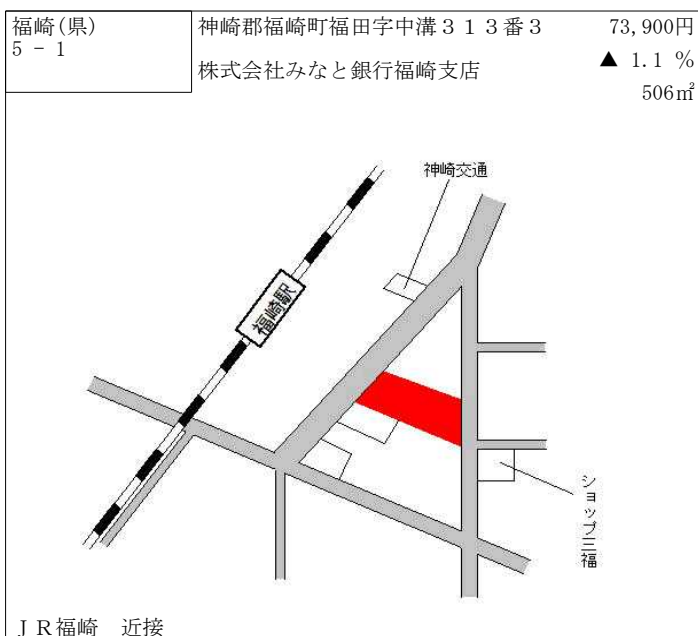 福崎(県)
5 - 1
神崎郡福崎町福田字中溝３１３番３
株式会社みなと銀行福崎支店
73,900円
▲ 1.1 %
506㎡
神崎交通
福崎駅
ショップ三福
ＪＲ福崎　近接